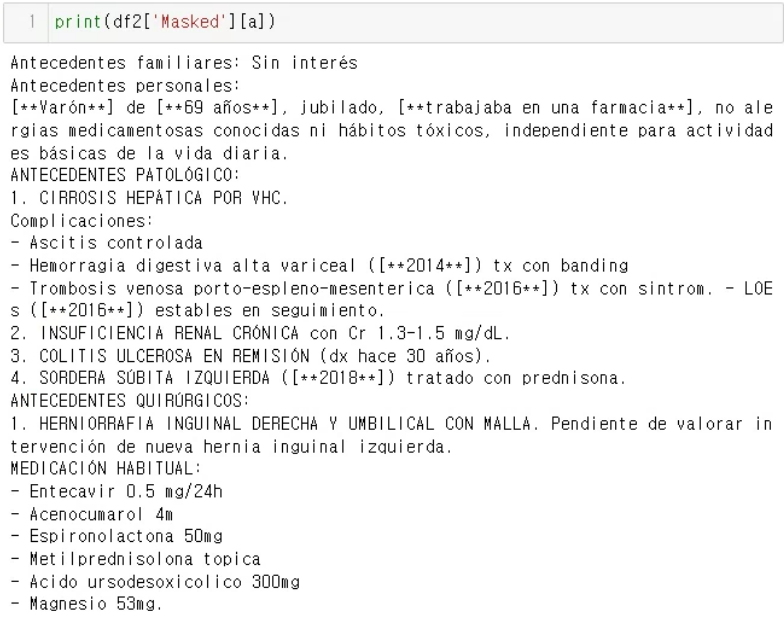 1 print(df2['Masked'][a])
Antecedentes familiares: Sin interés
Antecedentes personales:
[**Varón**] de [**69 años**], jubilado, [**trabajaba en una farmacia**], no ale
rgias medicamentosas conocidas ni hábitos tóxicos, independiente para actividad
es básicas de la vida diaria.
ANTECEDENTES PATOLÓGICO:
1. CIRROSIS HEPÁTICA POR VHC.
Complicaciones:
- Ascitis controlada
- Hemorragia digestiva alta variceal ([**2014**]) tx con banding
- Trombosis venosa porto-espleno-mesenterica ([**2016**]) tx con sintrom. - LOE
s ([**2016**]) estables en seguimiento.
2. INSUFICIENCIA RENAL CRÓNICA con Cr 1.3-1.5 mg/dL.
3. COLITIS ULCEROSA EN REMISIÓN (dx hace 30 años).
4. SORDERA SÚBITA IZQUIERDA ([**2018**]) tratado con prednisona.
ANTECEDENTES QUIRÚRGICOS:
1. HERNIORRAFIA INGUINAL DERECHA Y UMBILICAL CON MALLA. Pendiente de valorar in
tervención de nueva hernia inguinal izquierda.
MEDICACIÓN HABITUAL:
- Entecavir 0.5 mg/24h
- Acenocumarol 4m
- Espironolactona 50mg
- Metilprednisolona topica
- Acido ursodesoxicolico 300mg
- Magnesio 53mg.